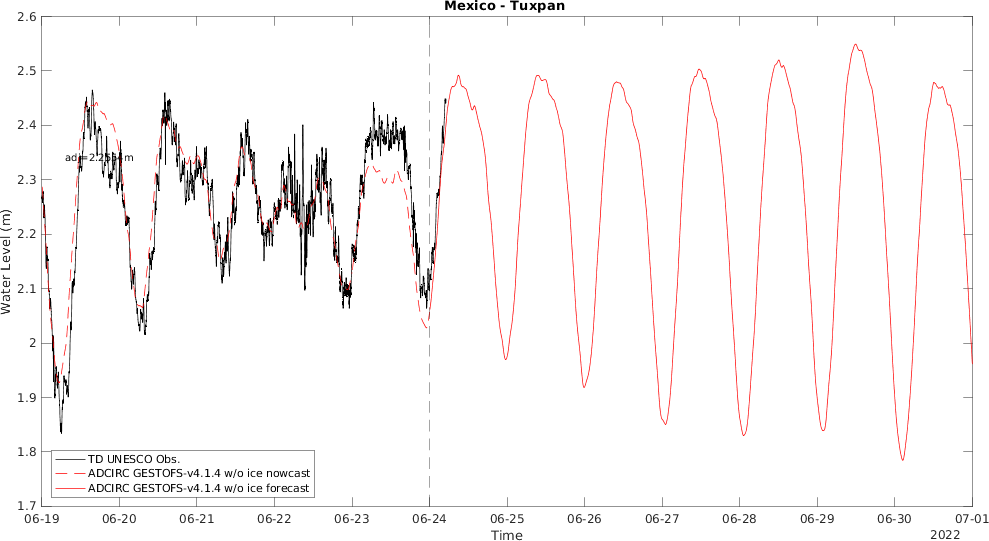 Mexico - Tuxpan
Water Level (m)
2.6
2.5
2.4
2.3
2.2
2.1
2
1.9
1.8
1.7
TD UNESCO Obs.
ADCIRC GESTOFS-v4.1.4 w/o ice nowcast
ADCIRC GESTOFS-v4.1.4 w/o ice forecast
06-19 06-20 06-21 06-22 06-23 06-24 06-25 06-26 06-27 06-28 06-29 06-30 07-01
Time
2022